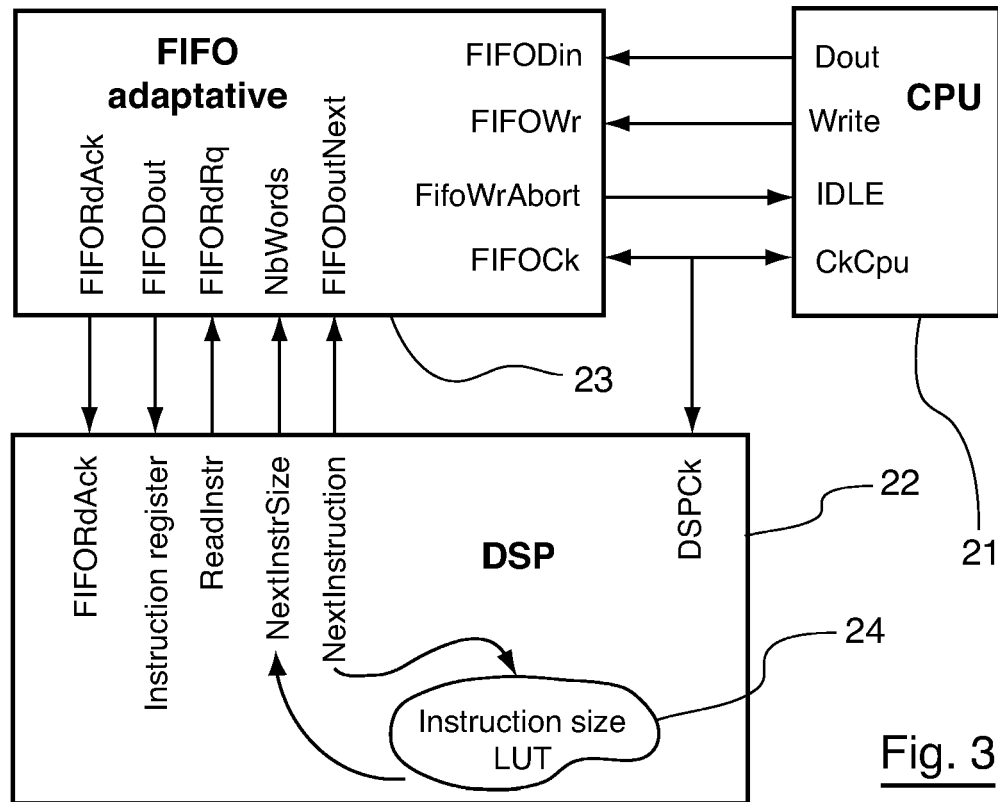 FIFO
adaptative
FIFORdAck
FIFODout
FIFORdRq
NbWords
FIFODoutNext
FIFODin
FIFOWr
FifoWrAbort
FIFOCk
CPU
Dout
Write
IDLE
CkCpu
23
21
FIFORdAck
Instruction register
ReadInstr
NextInstrSize
NextInstruction
DSP
DSPCk
22
24
Instruction size
LUT
Fig. 3